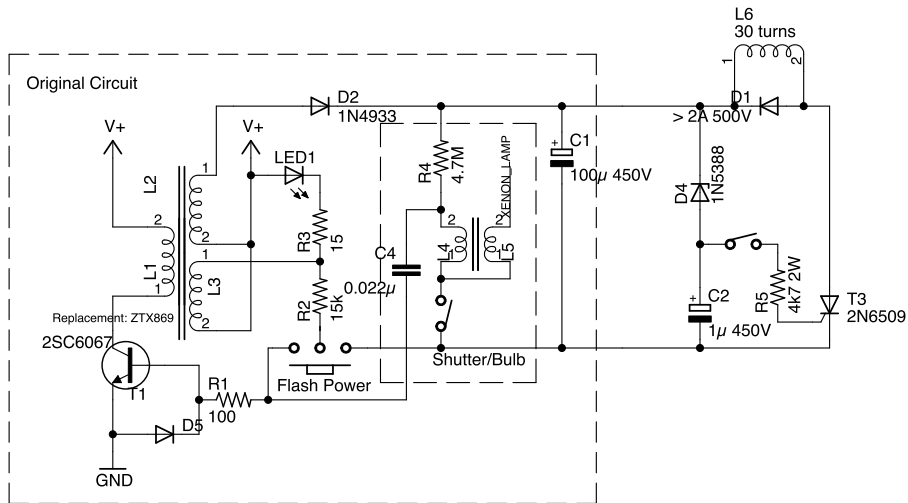 L6
30 turns
1
2
Original Circuit
D2
1N4933
D1
> 2A 500V
V+
V+
LED1
L2
1
2
R4
4.7M
XENON_LAMP
+
C1
100µ 450V
D4
1N5388
2
1
L1
R3
15
2
1
L4
2
1
L5
C4
0.022µ
1
2
L3
R2
15k
R5
4k7 2W
+
C2
1µ 450V
T3
2N6509
Replacement: ZTX869
2SC6067
T1
Shutter/Bulb
Flash Power
R1
100
D5
GND